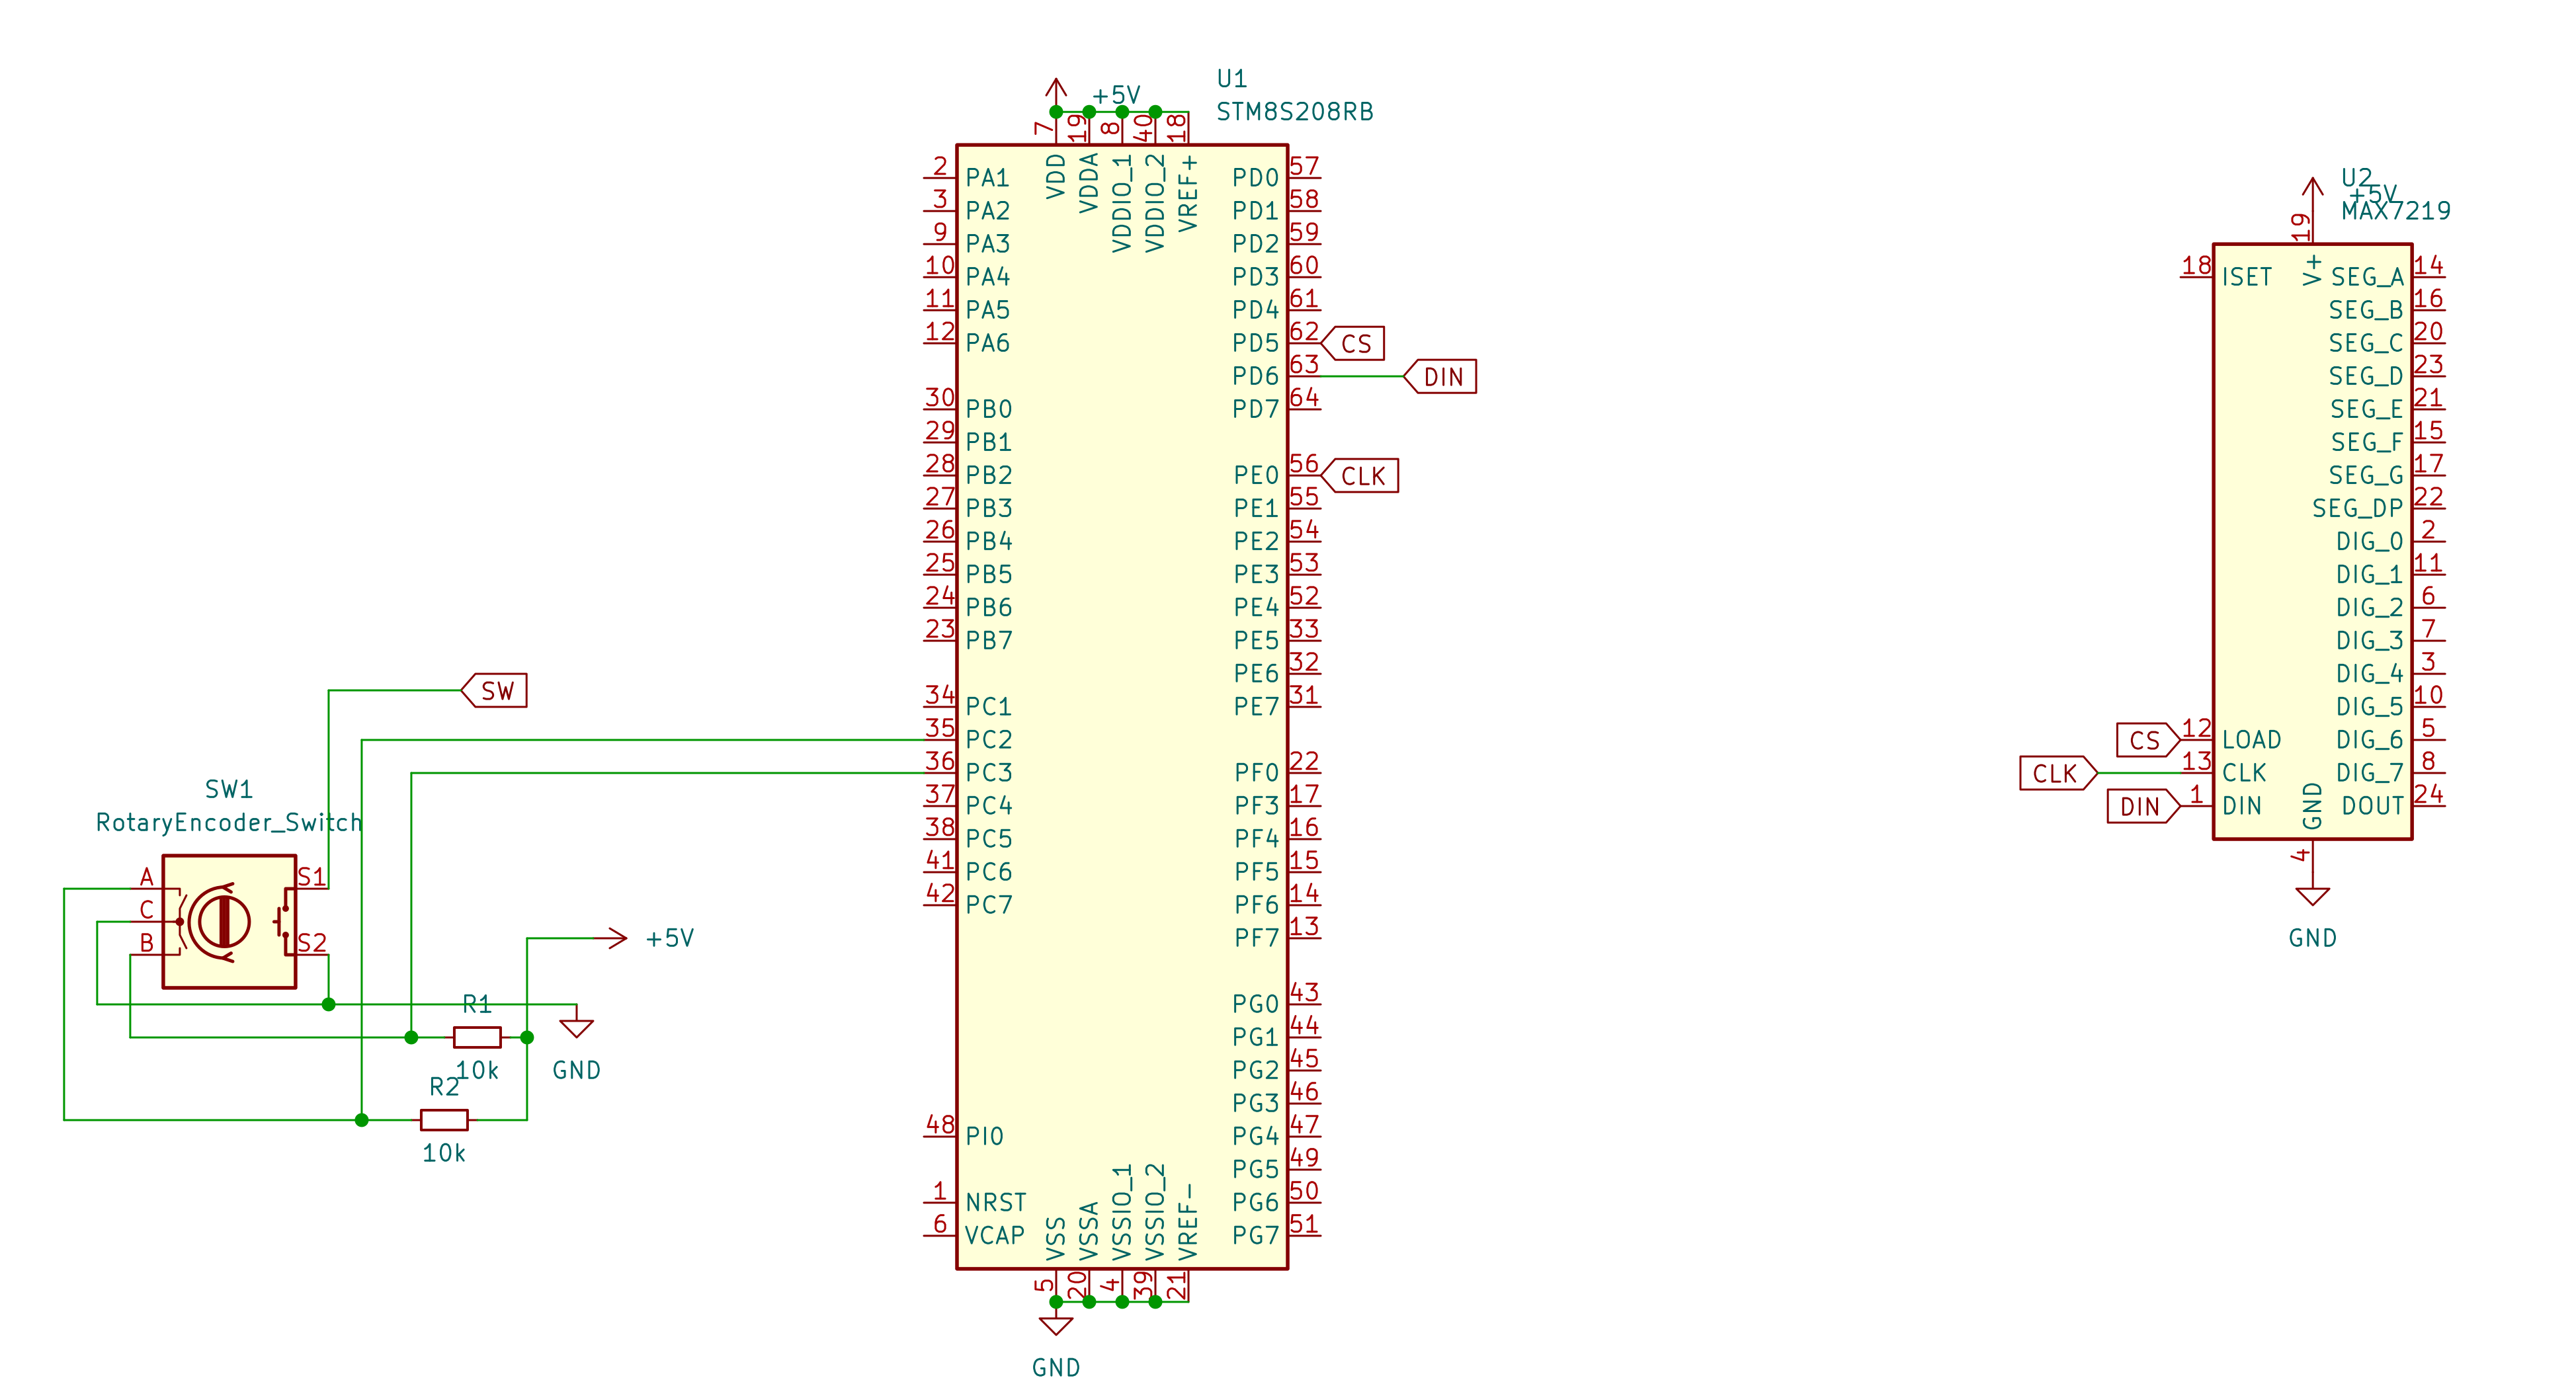 U1
STM8S208RB
+5V
7
19
8
40
18
VDD
VDDA
VDDIO_1
VDDIO_2
VREF+
2 PA1
3 PA2
9 PA3
10 PA4
11 PA5
12 PA6
30 PB0
29 PB1
28 PB2
27 PB3
26 PB4
25 PB5
24 PB6
23 PB7
34 PC1
35 PC2
36 PC3
37 PC4
38 PC5
41 PC6
42 PC7
48 PI0
1 NRST
6 VCAP
PD0 57
PD1 58
PD2 59
PD3 60
PD4 61
PD5 62 CS
PD6 63 DIN
PD7 64
PE0 56 CLK
PE1 55
PE2 54
PE3 53
PE4 52
PE5 33
PE6 32
PE7 31
PF0 22
PF3 17
PF4 16
PF5 15
PF6 14
PF7 13
PG0 43
PG1 44
PG2 45
PG3 46
PG4 47
PG5 49
PG6 50
PG7 51
VSS
VSSA
VSSIO_1
VSSIO_2
VREF-
5
20
4
39
21
GND
SW
SW1
RotaryEncoder_Switch
A
C
B
S1
S2
+5V
R1
10k
GND
R2
10k
U2
+5V
MAX7219
19
V+
18 ISET
CS 12 LOAD
CLK 13 CLK
DIN 1 DIN
SEG_A 14
SEG_B 16
SEG_C 20
SEG_D 23
SEG_E 21
SEG_F 15
SEG_G 17
SEG_DP 22
DIG_0 2
DIG_1 11
DIG_2 6
DIG_3 7
DIG_4 3
DIG_5 10
DIG_6 5
DIG_7 8
DOUT 24
GND
4
GND